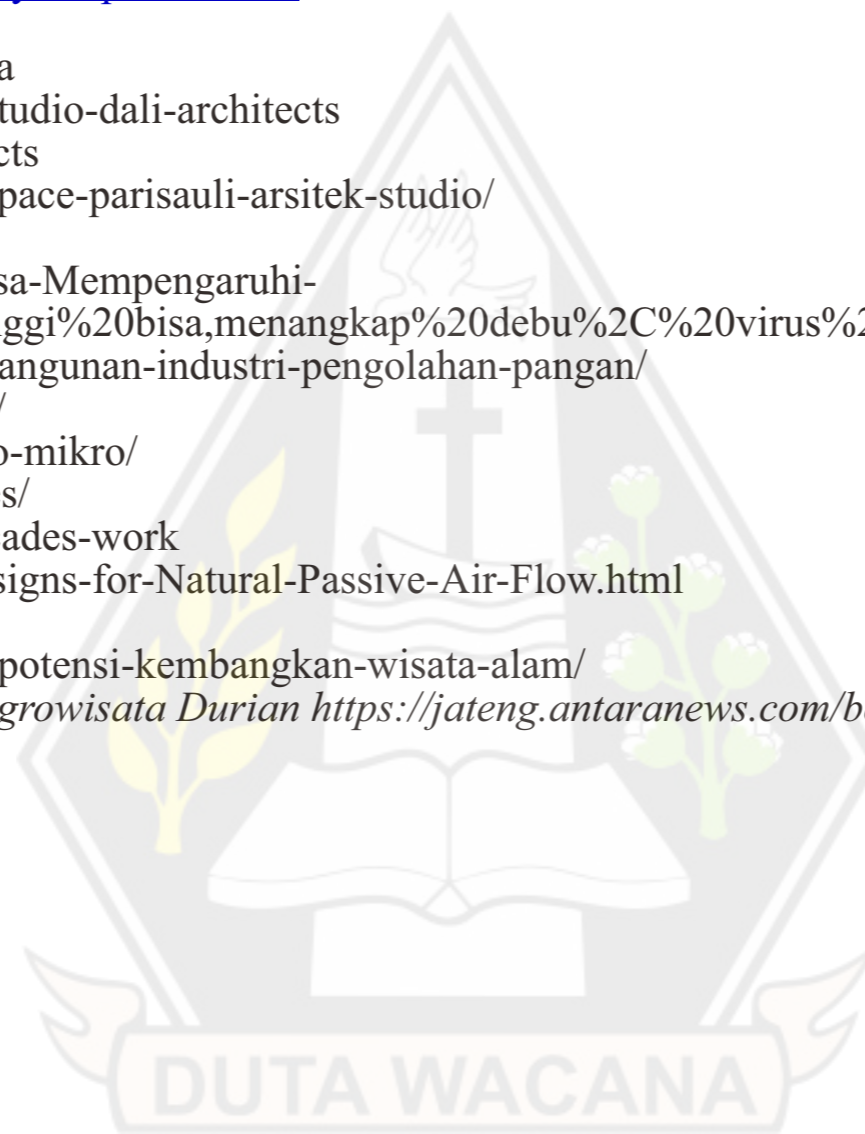 a
tudio-dali-architects
cts
pace-parisauli-arsitek-studio/
sa-Mempengaruhi-
ggi%20bisa,menangkap%20debu%2C%20virus%2
angunan-industri-pengolahan-pangan/
/
o-mikro/
s/
ades-work
signs-for-Natural-Passive-Air-Flow.html
potensi-kembangkan-wisata-alam/
growisata Durian https://jateng.antaranews.com/b
DUTA WACANA